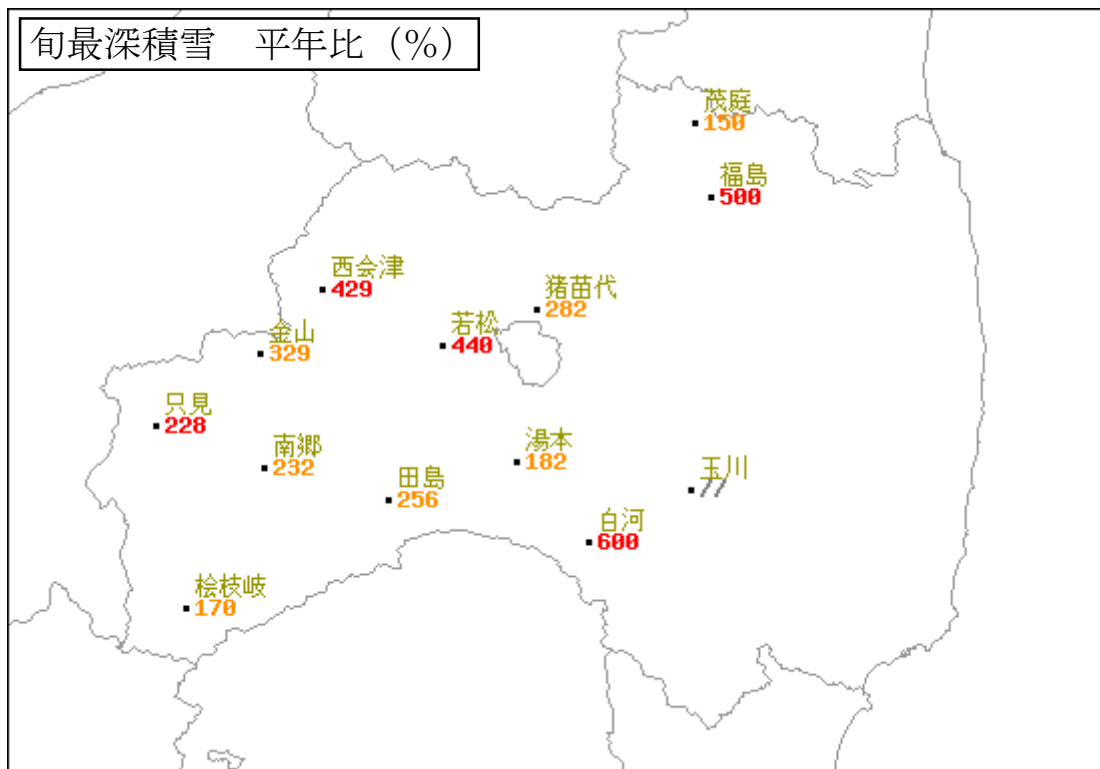 旬最深積雪　平年比（％）
茂庭
150
福島
500
西会津
429
猪苗代
282
若松
440
金山
329
只見
228
南郷
232
湯本
182
田島
256
玉川
//
白河
600
桧枝岐
170